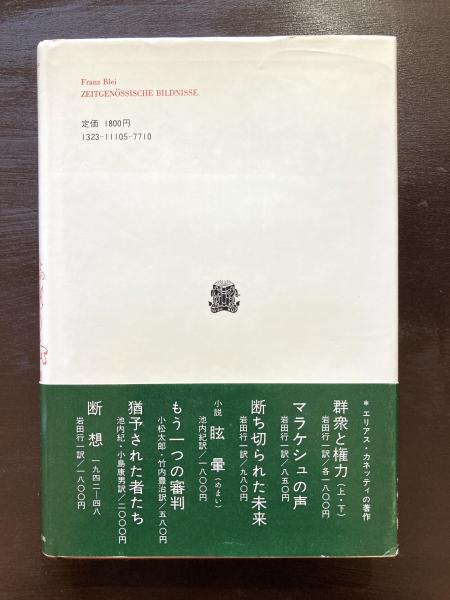 Franz Blei
ZEITGENÖSSISCHE BILDNISSE
定価 1800円
1323-11105-7710
*エリアス・カネッティの著作
群衆と権力(上・下)
岩田行一訳/各一八〇〇円
マラケシュの声
岩田行一訳/八五〇円
断ち切られた未来
岩田行一訳/九八〇円
小説 眩暈(めまい)
池内紀訳/一八〇〇円
もう一つの審判
小松太郎・竹内豊治訳/五八〇円
猶予された者たち
池内紀・小島康男訳/二〇〇〇円
断想 一九四二―四八
岩田行一訳/一八〇〇円